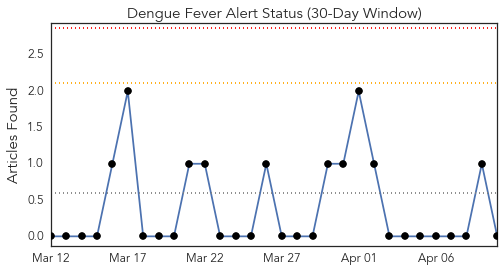 Dengue Fever Alert Status (30-Day Window)
Articles Found
2.5
2.0
1.5
1.0
0.5
0.0
Mar 12 Mar 17 Mar 22 Mar 27 Apr 01 Apr 06